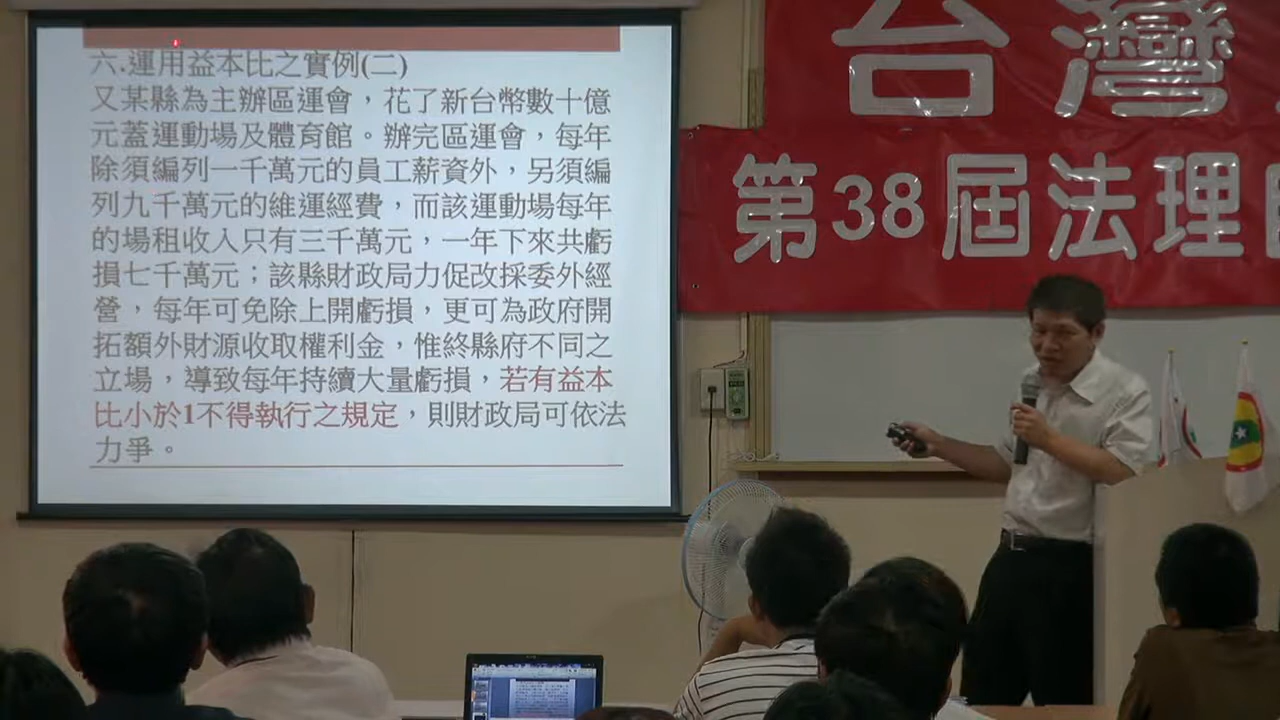 六.運用益本比之實例(二)
又某縣為主辦區運會，花了新台幣數十億
元蓋運動場及體育館。辦完區運會，每年
除須編列一千萬元的員工薪資外，另須編
列九千萬元的維運經費，而該運動場每年
的場租收入只有三千萬元，一年下來共虧
損七千萬元；該縣財政局力促改採委外經
營，每年可免除上開虧損，更可為政府開
拓額外財源收取權利金，惟終縣府不同之
立場，導致每年持續大量虧損，若有益本
比小於1不得執行之規定，則財政局可依法
力爭。
台灣
第38屆法理